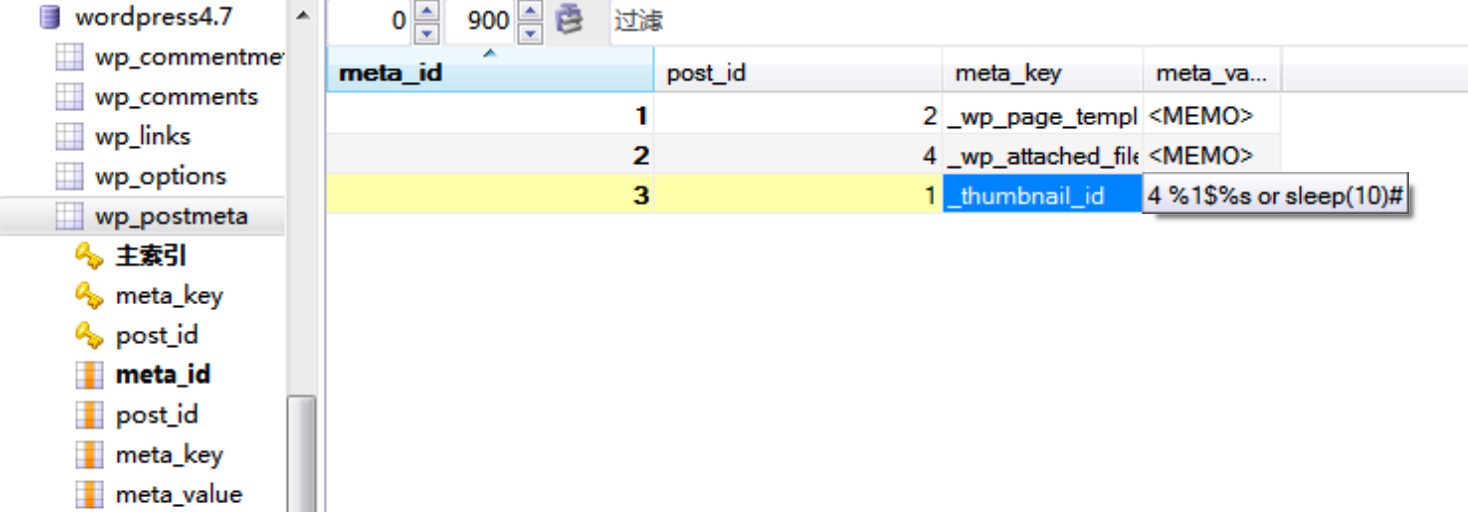 wordpress4.7
wp_commentme
wp_comments
wp_links
wp_options
wp_postmeta
主索引
meta_key
post_id
meta_id
post_id
meta_key
meta_value
0 900 过滤
meta_id post_id meta_key meta_va...
1 2 _wp_page_templ <MEMO>
2 4 _wp_attached_file <MEMO>
3 1 _thumbnail_id 4 %1$%s or sleep(10)#